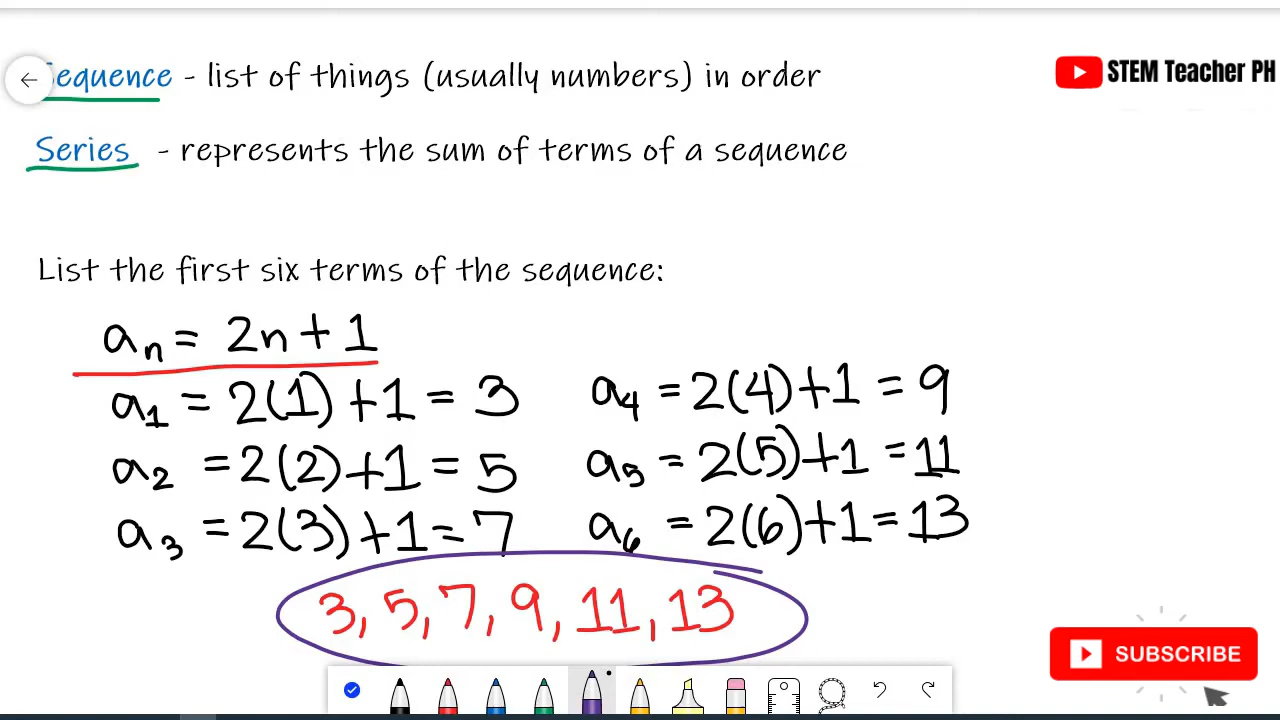 Sequence - list of things (usually numbers) in order
STEM Teacher PH
Series - represents the sum of terms of a sequence
List the first six terms of the sequence:
aₙ = 2n + 1
a₁ = 2(1) + 1 = 3
a₂ = 2(2) + 1 = 5
a₃ = 2(3) + 1 = 7
a₄ = 2(4) + 1 = 9
a₅ = 2(5) + 1 = 11
a₆ = 2(6) + 1 = 13
3, 5, 7, 9, 11, 13
SUBSCRIBE